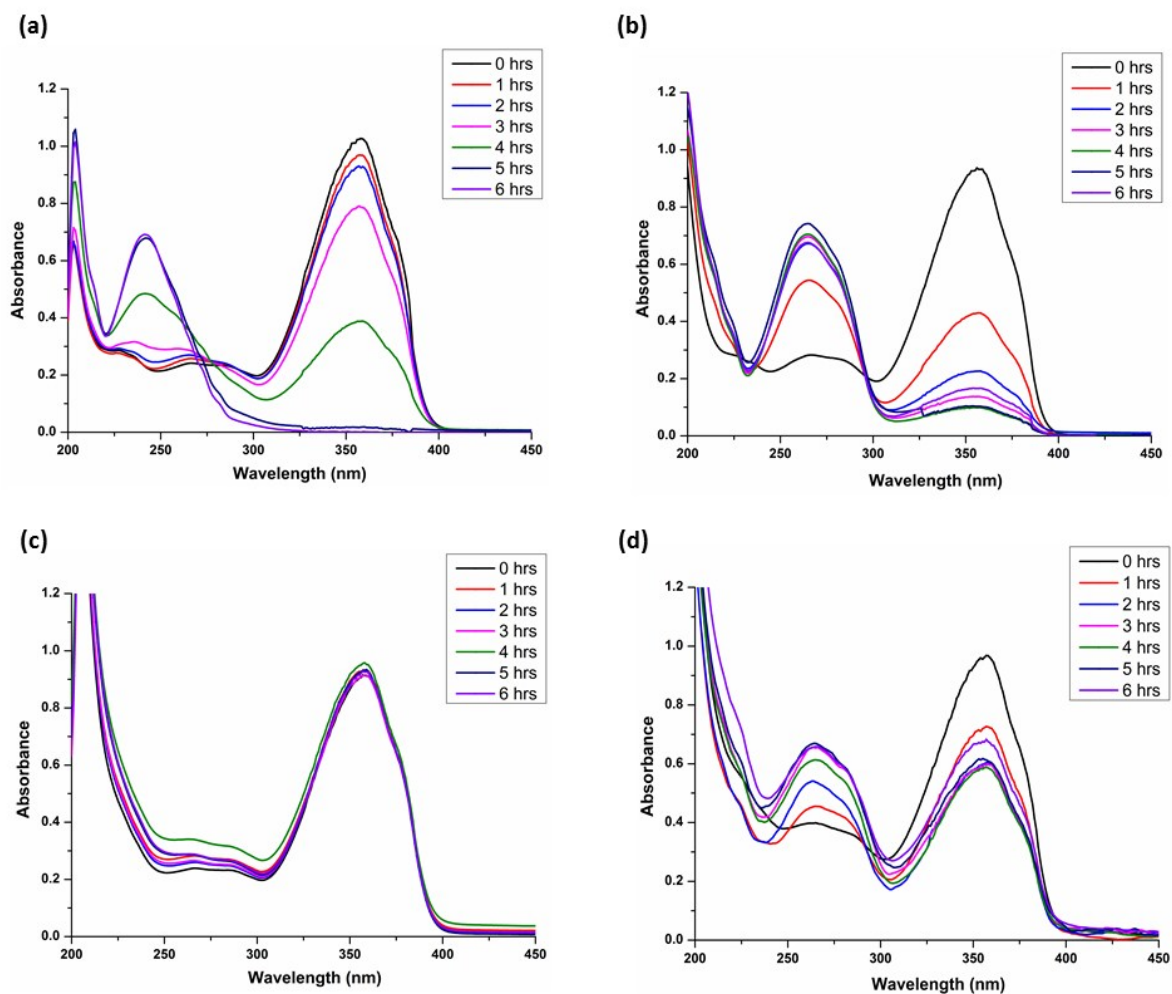 (a)
0 hrs
1 hrs
2 hrs
3 hrs
4 hrs
5 hrs
6 hrs
1.2
1.0
0.8
0.6
0.4
0.2
0.0
Absorbance
200 250 300 350 400 450
Wavelength (nm)
(b)
0 hrs
1 hrs
2 hrs
3 hrs
4 hrs
5 hrs
6 hrs
1.2
1.0
0.8
0.6
0.4
0.2
0.0
Absorbance
200 250 300 350 400 450
Wavelength (nm)
(c)
0 hrs
1 hrs
2 hrs
3 hrs
4 hrs
5 hrs
6 hrs
1.2
1.0
0.8
0.6
0.4
0.2
0.0
Absorbance
200 250 300 350 400 450
Wavelength (nm)
(d)
0 hrs
1 hrs
2 hrs
3 hrs
4 hrs
5 hrs
6 hrs
1.2
1.0
0.8
0.6
0.4
0.2
0.0
Absorbance
200 250 300 350 400 450
Wavelength (nm)